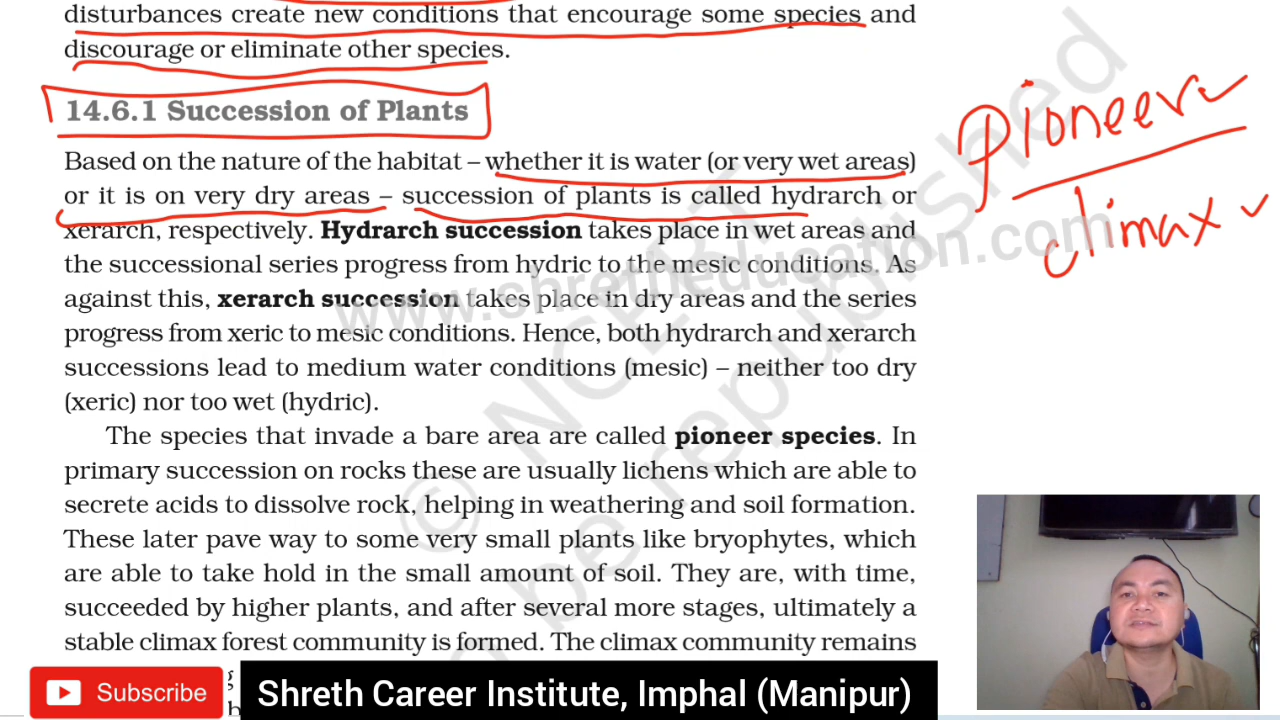 disturbances create new conditions that encourage some species and
discourage or eliminate other species.
14.6.1 Succession of Plants
Based on the nature of the habitat – whether it is water (or very wet areas)
or it is on very dry areas – succession of plants is called hydrarch or
xerarch, respectively. Hydrarch succession takes place in wet areas and
the successional series progress from hydric to the mesic conditions. As
against this, xerarch succession takes place in dry areas and the series
progress from xeric to mesic conditions. Hence, both hydrarch and xerarch
successions lead to medium water conditions (mesic) – neither too dry
(xeric) nor too wet (hydric).
The species that invade a bare area are called pioneer species. In
primary succession on rocks these are usually lichens which are able to
secrete acids to dissolve rock, helping in weathering and soil formation.
These later pave way to some very small plants like bryophytes, which
are able to take hold in the small amount of soil. They are, with time,
succeeded by higher plants, and after several more stages, ultimately a
stable climax forest community is formed. The climax community remains
Pioneer
climax
www.shretheducation.com
© NCERT
be republished
Subscribe
Shreth Career Institute, Imphal (Manipur)